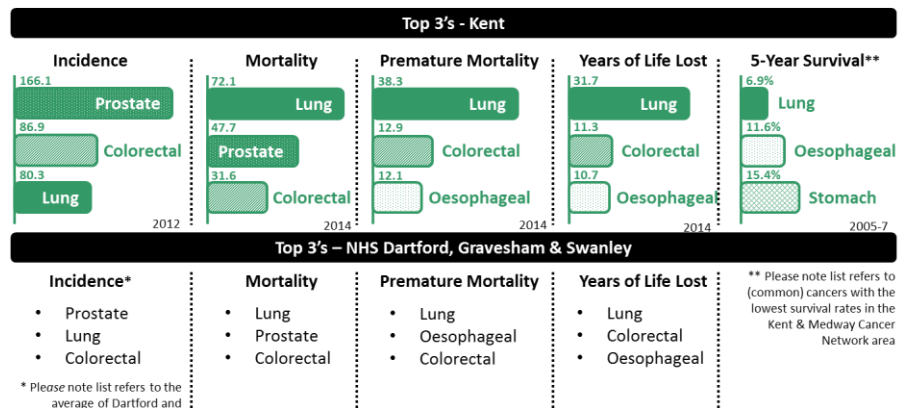 Top 3's - Kent
Incidence
166.1
Prostate
86.9
Colorectal
80.3
Lung
2012
Mortality
72.1
Lung
47.7
Prostate
31.6
Colorectal
2014
Premature Mortality
38.3
Lung
12.9
Colorectal
12.1
Oesophageal
2014
Years of Life Lost
31.7
Lung
11.3
Colorectal
10.7
Oesophageal
2014
5-Year Survival**
6.9%
Lung
11.6%
Oesophageal
15.4%
Stomach
2005-7
Top 3's – NHS Dartford, Gravesham & Swanley
Incidence*
• Prostate
• Lung
• Colorectal
* Please note list refers to the
average of Dartford and
Mortality
• Lung
• Prostate
• Colorectal
Premature Mortality
• Lung
• Oesophageal
• Colorectal
Years of Life Lost
• Lung
• Colorectal
• Oesophageal
** Please note list refers to
(common) cancers with the
lowest survival rates in the
Kent & Medway Cancer
Network area